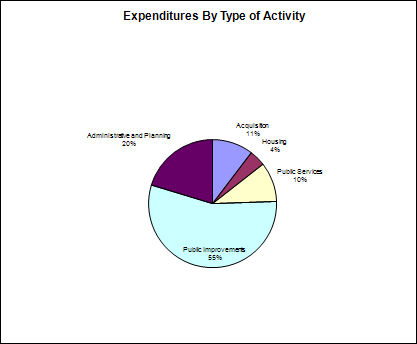 Expenditures By Type of Activity
Acquisition
11%
Housing
4%
Public Services
10%
Public Improvements
55%
Administrative and Planning
20%